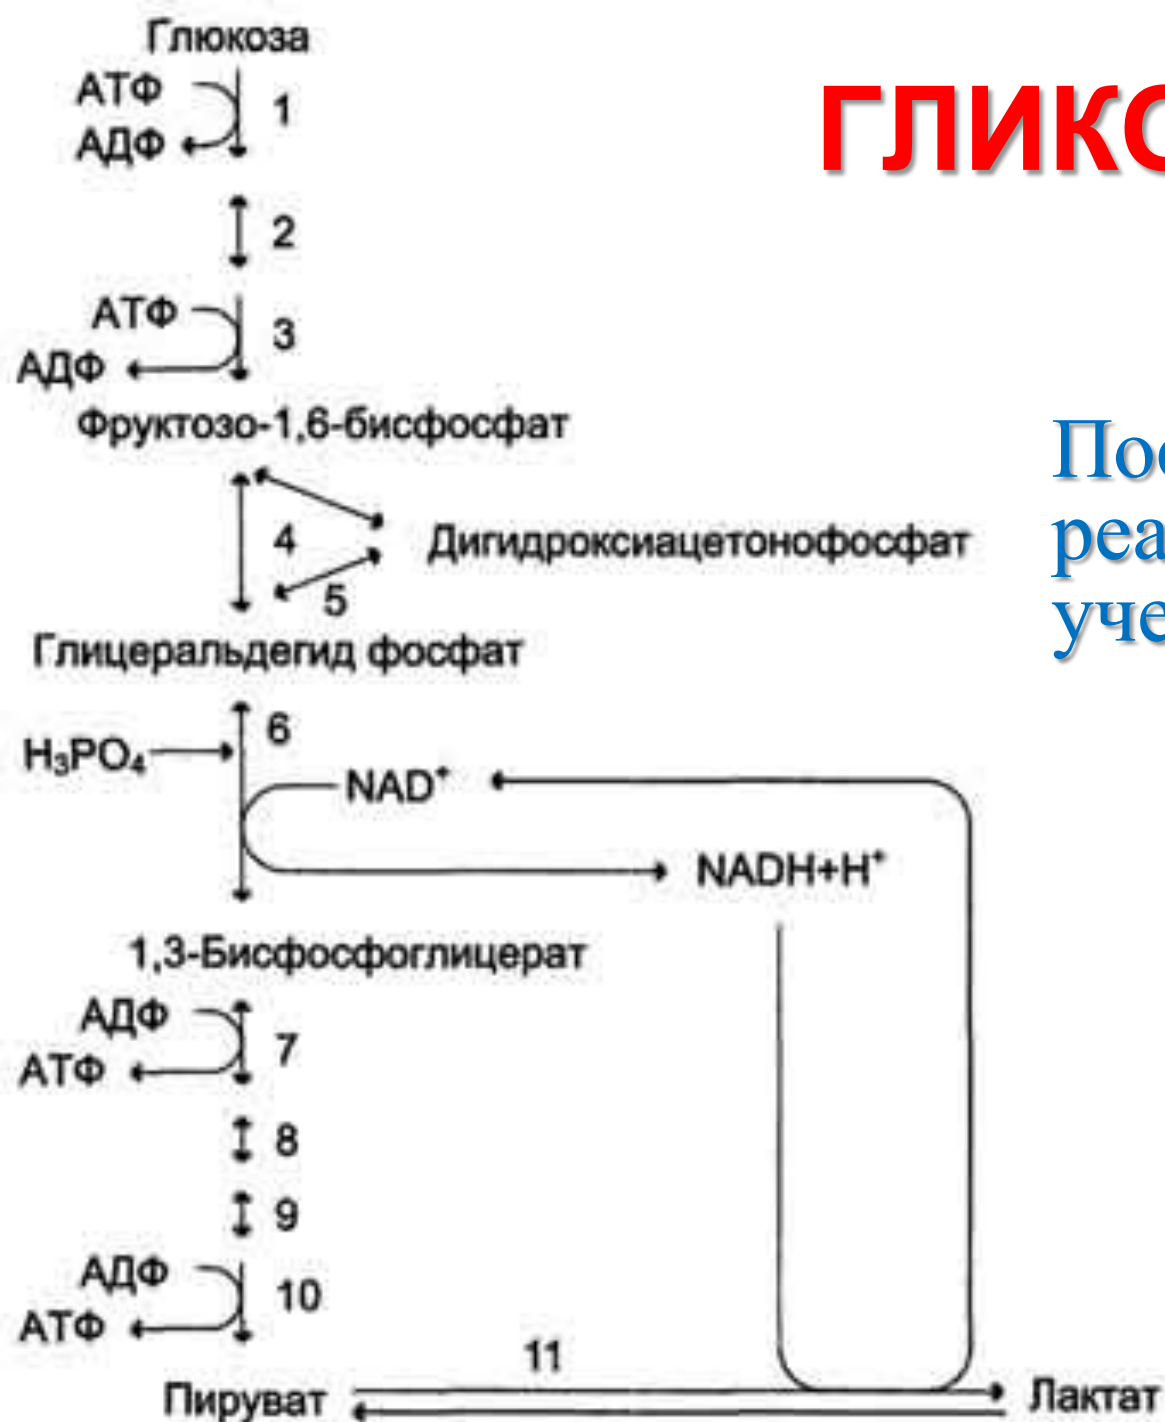 Глюкоза
АТФ
1
АДФ
2
АТФ
3
АДФ
Фруктозо-1,6-бисфосфат
4
Дигидроксиацетонофосфат
5
Глицеральдегид фосфат
6
H₃PO₄
NAD⁺
NADH+H⁺
1,3-Бисфосфоглицерат
АДФ
7
АТФ
8
9
АДФ
10
АТФ
11
Пируват
Лактат